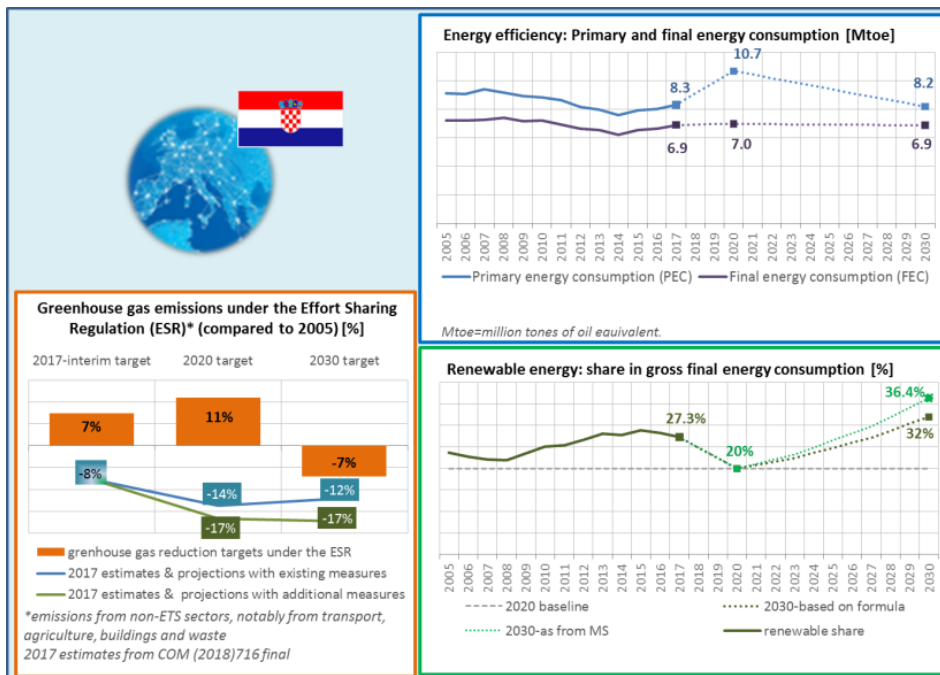 Energy efficiency: Primary and final energy consumption [Mtoe]
10.7
8.3
8.2
6.9
7.0
6.9
2005 2006 2007 2008 2009 2010 2011 2012 2013 2014 2015 2016 2017 2020 2021 2022 2023 2024 2025 2026 2027 2028 2029 2030
Primary energy consumption (PEC)
Final energy consumption (FEC)
Mtoe=million tones of oil equivalent.
Greenhouse gas emissions under the Effort Sharing
Regulation (ESR)* (compared to 2005) [%]
2017-interim target 2020 target 2030 target
7%
11%
-7%
-8%
-14%
-12%
-17%
-17%
greenhouse gas reduction targets under the ESR
2017 estimates & projections with existing measures
2017 estimates & projections with additional measures
*emissions from non-ETS sectors, notably from transport,
agriculture, buildings and waste
2017 estimates from COM (2018)716 final
Renewable energy: share in gross final energy consumption [%]
36.4%
27.3%
32%
20%
2005 2006 2007 2008 2009 2010 2011 2012 2013 2014 2015 2016 2017 2020 2021 2022 2023 2024 2025 2026 2027 2028 2029 2030
2020 baseline
2030-based on formula
2030-as from MS
renewable share